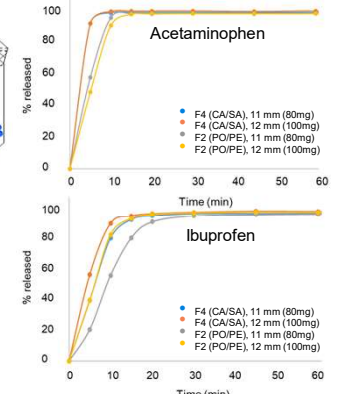 100
Acetaminophen
80
60
% released
40
F4 (CA/SA), 11 mm (80mg)
F4 (CA/SA), 12 mm (100mg)
20
F2 (PO/PE), 11 mm (80mg)
F2 (PO/PE), 12 mm (100mg)
0
0 10 20 30 40 50 60
Time (min)
100
Ibuprofen
80
60
% released
40
F4 (CA/SA), 11 mm (80mg)
F4 (CA/SA), 12 mm (100mg)
20
F2 (PO/PE), 11 mm (80mg)
F2 (PO/PE), 12 mm (100mg)
0
0 10 20 30 40 50 60
Time (min)